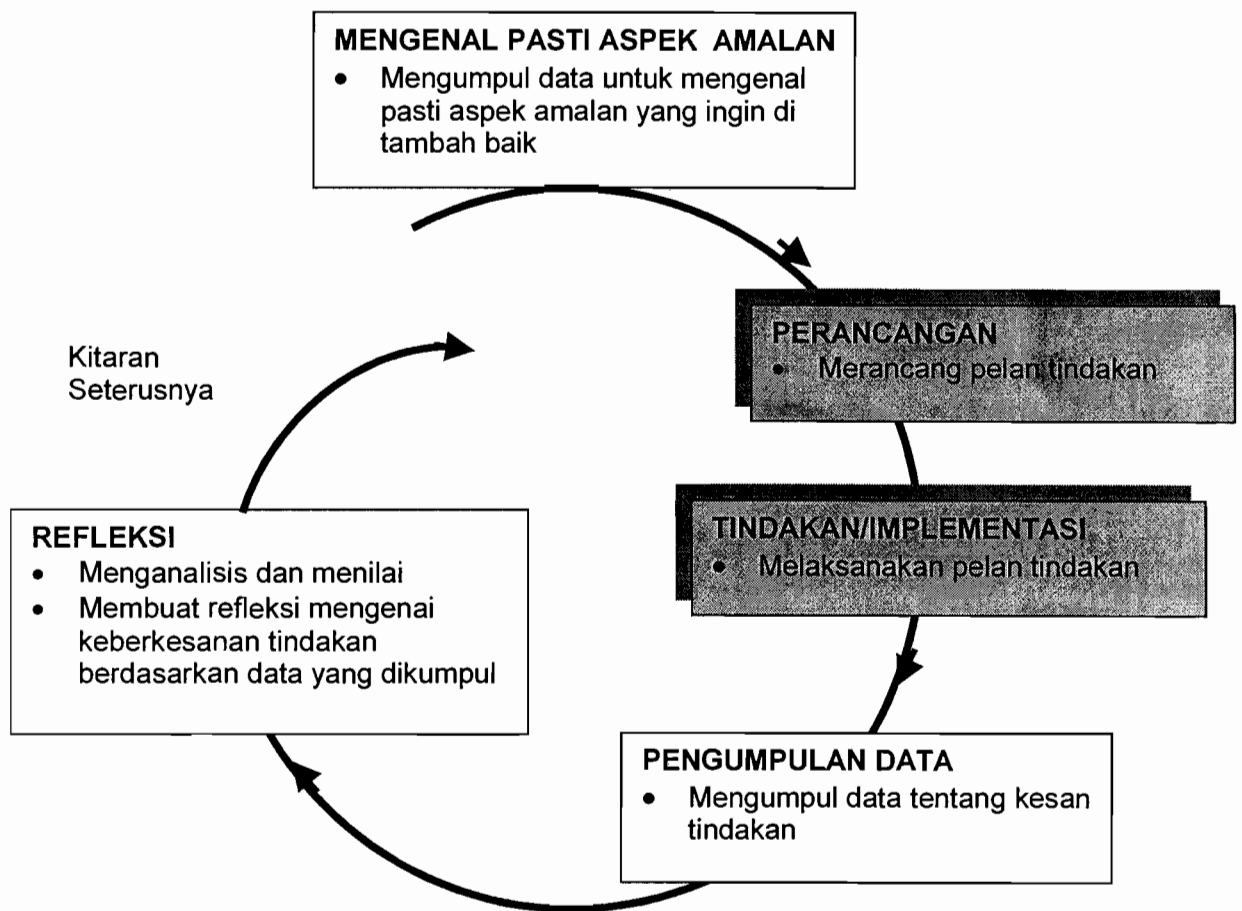 MENGENAL PASTI ASPEK AMALAN
• Mengumpul data untuk mengenal
pasti aspek amalan yang ingin di
tambah baik
PERANCANGAN
• Merancang pelan tindakan
Kitaran
Seterusnya
TINDAKAN/IMPLEMENTASI
• Melaksanakan pelan tindakan
REFLEKSI
• Menganalisis dan menilai
• Membuat refleksi mengenai
keberkesanan tindakan
berdasarkan data yang dikumpul
PENGUMPULAN DATA
• Mengumpul data tentang kesan
tindakan